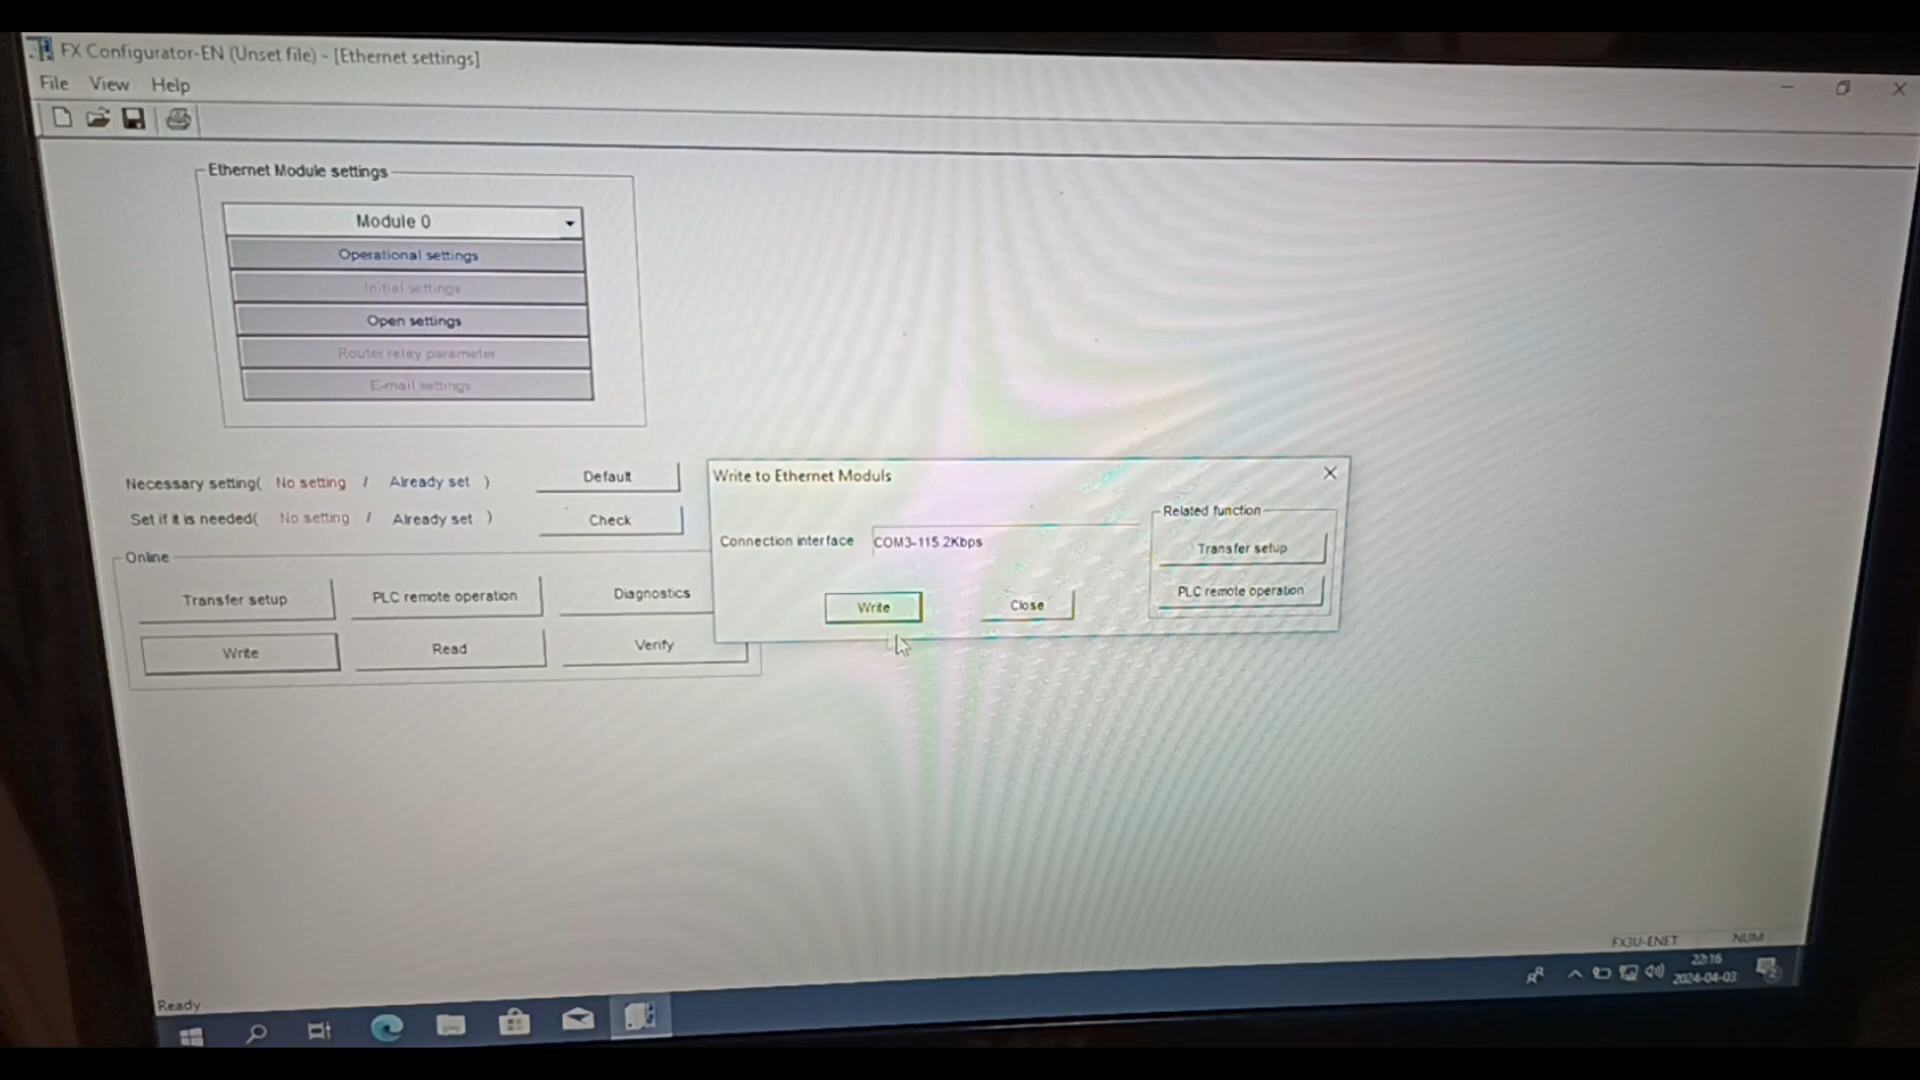 FX Configurator-EN (Unset file) - [Ethernet settings]
File View Help
Ethernet Module settings
Module 0
Operational settings
Initial settings
Open settings
Router relay parameter
E-mail settings
Necessary setting( No setting / Already set )
Default
Set if it is needed( No setting / Already set )
Check
Online
Transfer setup
PLC remote operation
Diagnostics
Write
Read
Verify
Write to Ethernet Moduls
Connection interface
COM3-115.2Kbps
Write
Close
Related function
Transfer setup
PLC remote operation
FX3U-ENET
NUM
Ready
22:16
2024-04-03
2